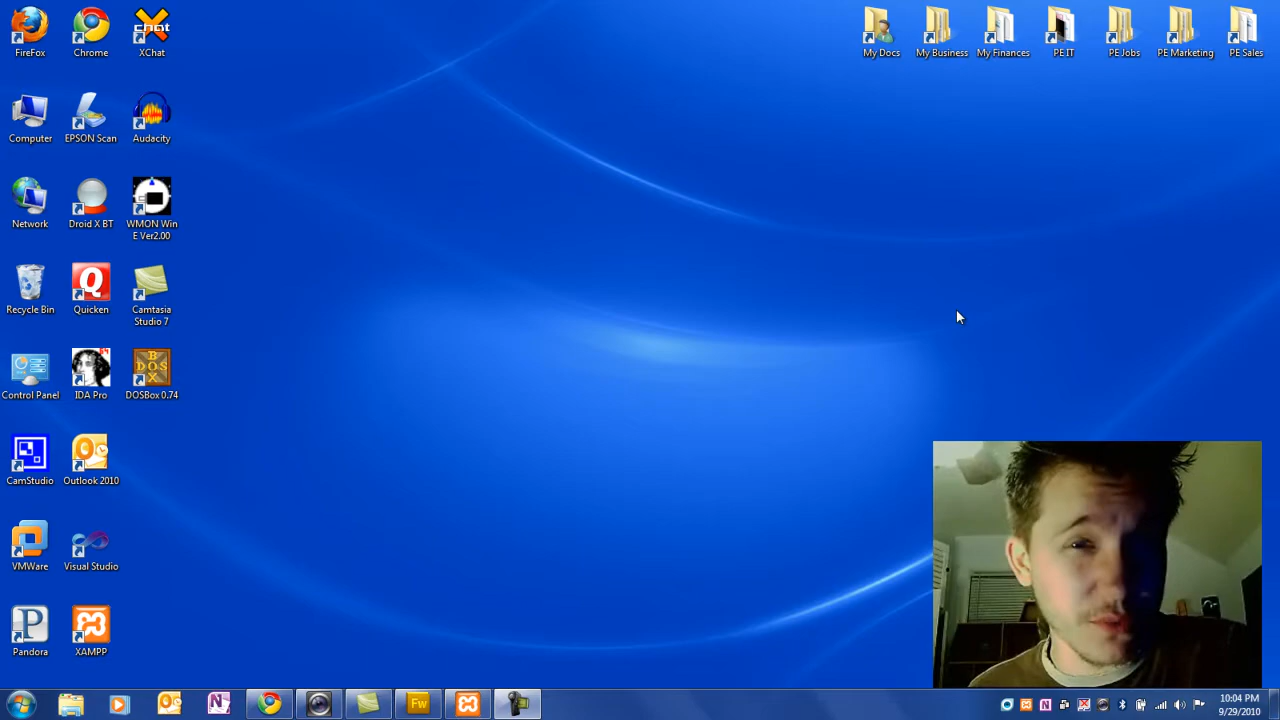 FireFox
Chrome
XChat
My Docs
My Business
My Finances
PE IT
PE Jobs
PE Marketing
PE Sales
Computer
EPSON Scan
Audacity
Network
Droid X BT
WMON Win
E Ver2.00
Recycle Bin
Quicken
Camtasia
Studio 7
Control Panel
IDA Pro
DOSBox 0.74
CamStudio
Outlook 2010
VMWare
Visual Studio
Pandora
XAMPP
10:04 PM
9/29/2010